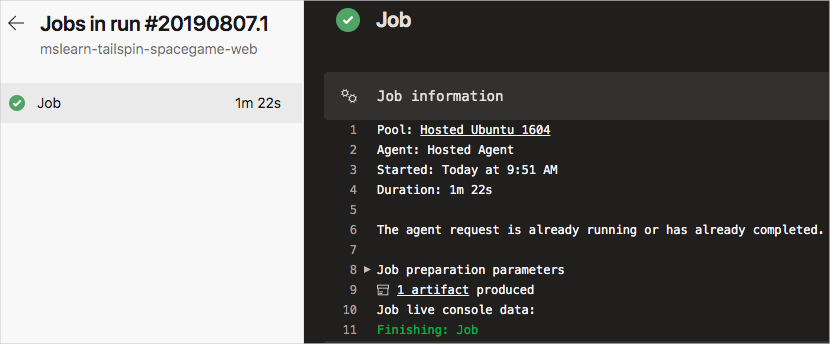 Jobs in run #20190807.1
mslearn-tailspin-spacegame-web
Job 1m 22s
Job
Job information
1 Pool: Hosted Ubuntu 1604
2 Agent: Hosted Agent
3 Started: Today at 9:51 AM
4 Duration: 1m 22s
5
6 The agent request is already running or has already completed.
7
8 Job preparation parameters
9 1 artifact produced
10 Job live console data:
11 Finishing: Job